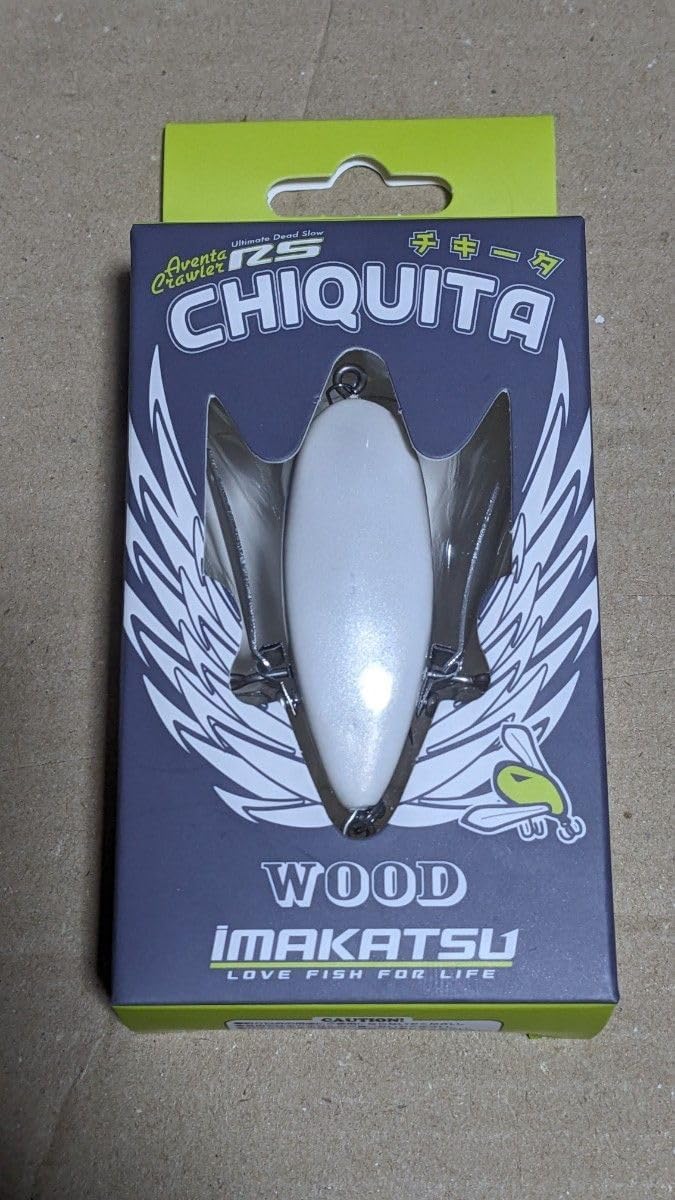 Aventa Crawler
Ultimate Dead Slow
RS
チキータ
CHIQUITA
WOOD
iMAKATSU
LOVE FISH FOR LIFE
CAUTION!